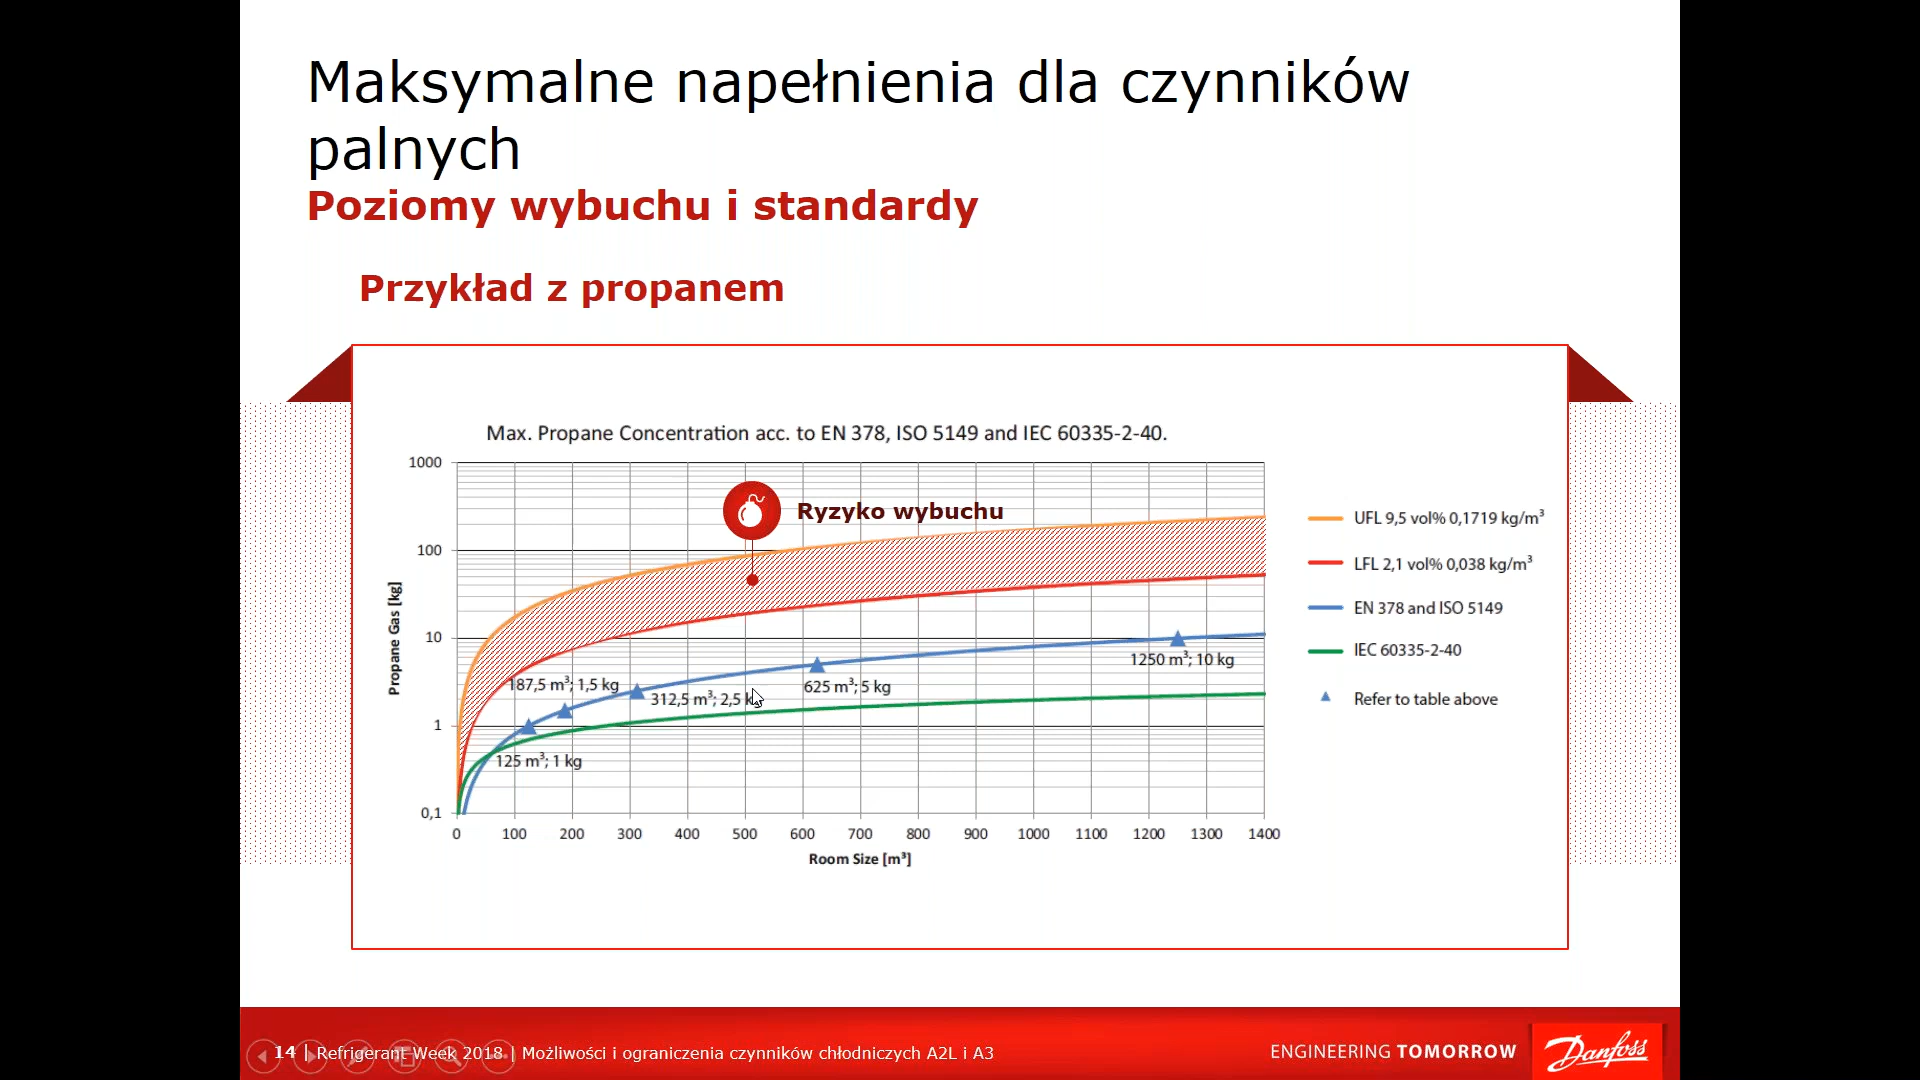 Maksymalne napełnienia dla czynników
palnych
Poziomy wybuchu i standardy
Przykład z propanem
Max. Propane Concentration acc. to EN 378, ISO 5149 and IEC 60335-2-40.
Propane Gas [kg]
1000
100
10
1
0,1
Ryzyko wybuchu
187,5 m³; 1,5 kg
312,5 m³; 2,5
625 m³; 5 kg
1250 m³; 10 kg
125 m³; 1 kg
0 100 200 300 400 500 600 700 800 900 1000 1100 1200 1300 1400
Room Size [m³]
UFL 9,5 vol% 0,1719 kg/m³
LFL 2,1 vol% 0,038 kg/m³
EN 378 and ISO 5149
IEC 60335-2-40
Refer to table above
14 | Refrigerant Week 2018 | Możliwości i ograniczenia czynników chłodniczych A2L i A3
ENGINEERING TOMORROW
Danfoss